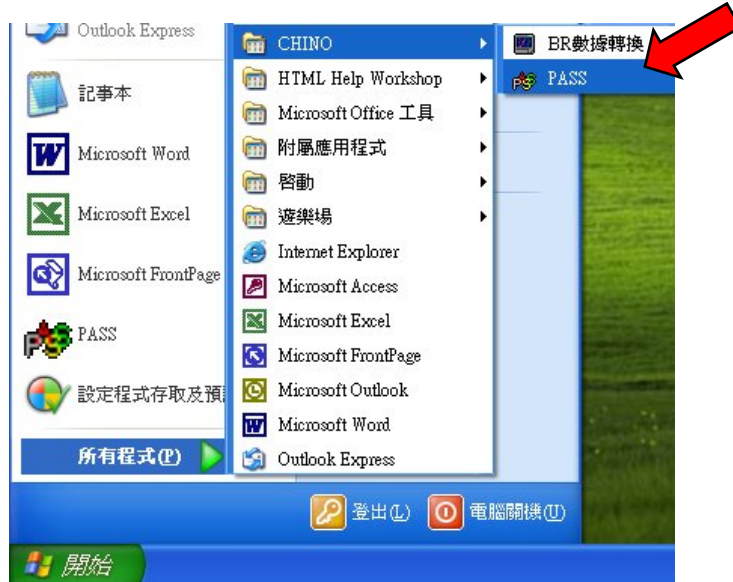 Outlook Express
記事本
Microsoft Word
Microsoft Excel
Microsoft FrontPage
PASS
設定程式存取及預
所有程式(P)
CHINO
HTML Help Workshop
Microsoft Office 工具
附屬應用程式
啓動
遊樂場
Internet Explorer
Microsoft Access
Microsoft Excel
Microsoft FrontPage
Microsoft Outlook
Microsoft Word
Outlook Express
BR數據轉換
PASS
登出(L)
電腦關機(U)
開始